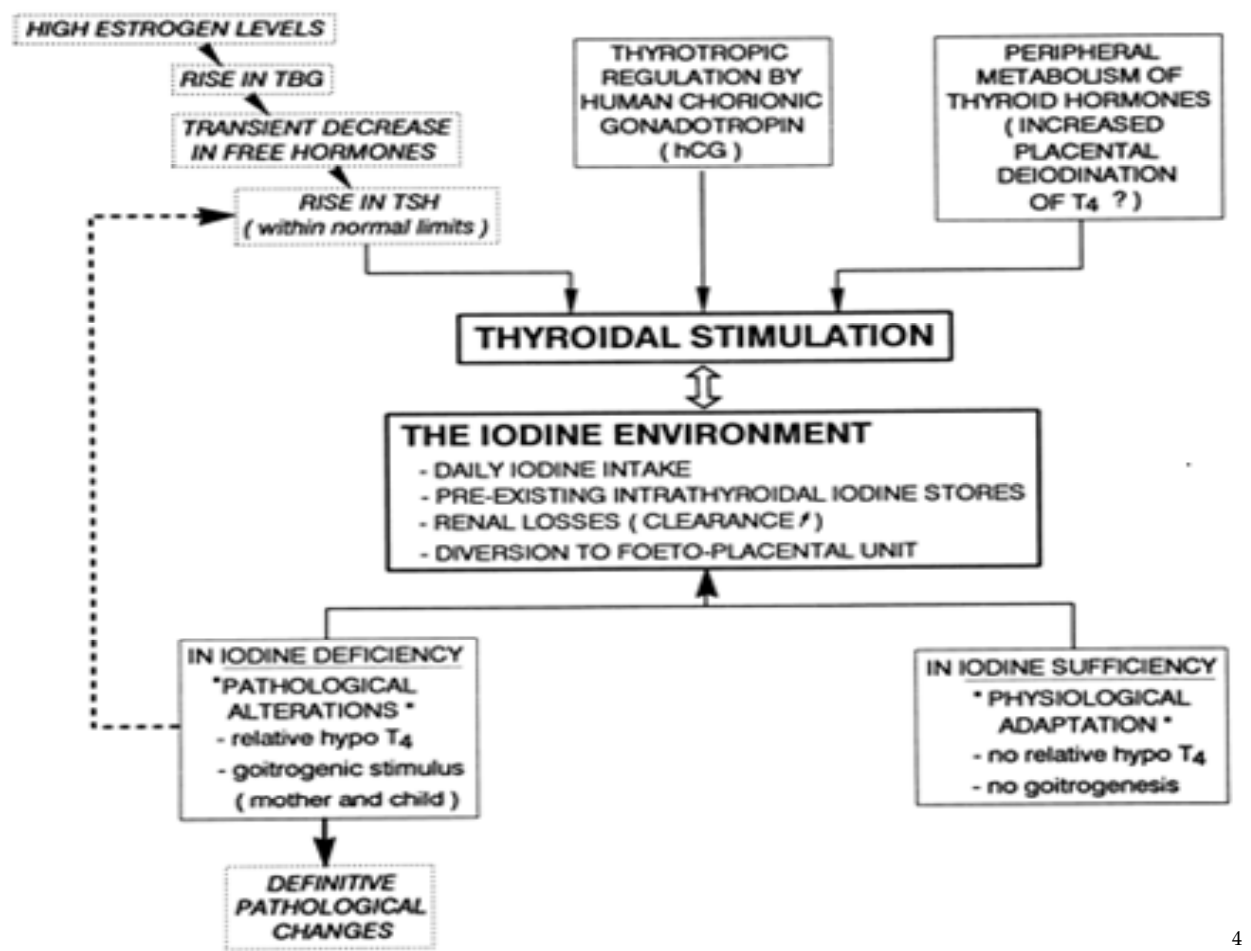 HIGH ESTROGEN LEVELS
RISE IN TBG
TRANSIENT DECREASE
IN FREE HORMONES
RISE IN TSH
( within normal limits )
THYROTROPIC
REGULATION BY
HUMAN CHORIONIC
GONADOTROPIN
( hCG )
PERIPHERAL
METABOLISM OF
THYROID HORMONES
( INCREASED
PLACENTAL
DEIODINATION
OF T4 ? )
THYROIDAL STIMULATION
THE IODINE ENVIRONMENT
- DAILY IODINE INTAKE
- PRE-EXISTING INTRATHYROIDAL IODINE STORES
- RENAL LOSSES ( CLEARANCE )
- DIVERSION TO FOETO-PLACENTAL UNIT
IN IODINE DEFICIENCY
"PATHOLOGICAL
ALTERATIONS "
- relative hypo T4
- goitrogenic stimulus
( mother and child )
DEFINITIVE
PATHOLOGICAL
CHANGES
IN IODINE SUFFICIENCY
" PHYSIOLOGICAL
ADAPTATION "
- no relative hypo T4
- no goitrogenesis
4